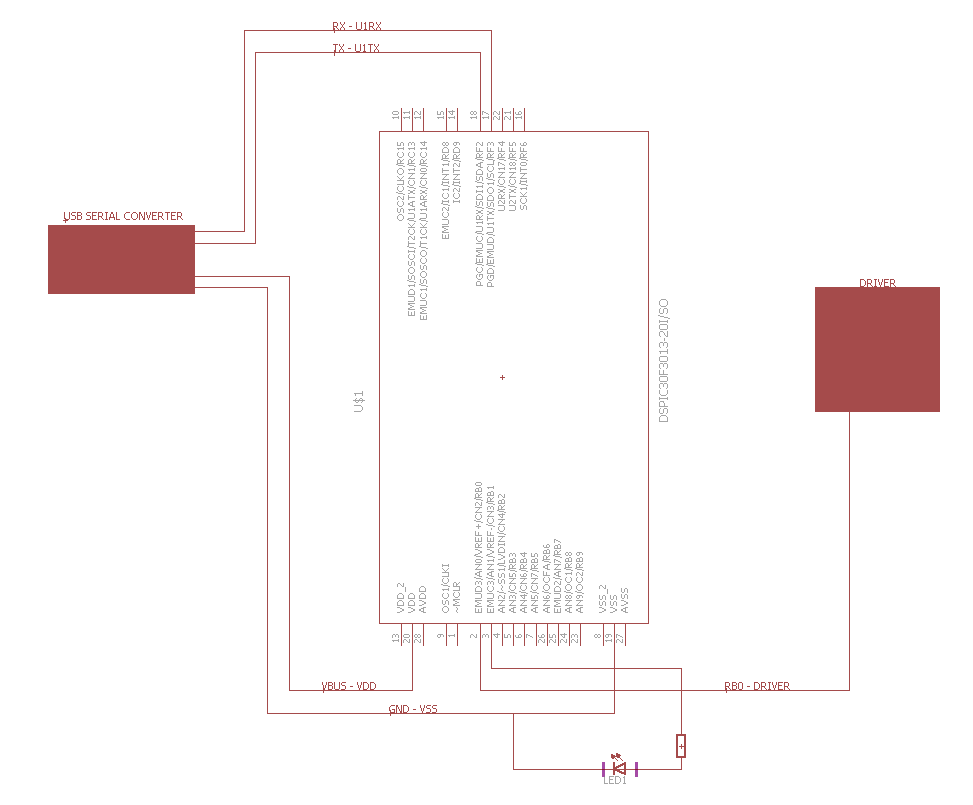 RX - U1RX
TX - U1TX
10
11
12
15
14
18
17
22
21
16
OSC2/CLKO/RC15
EMUD1/SOSCI/T2CK/U1ATX/CN1/RC13
EMUC1/SOSCO/T1CK/U1ARX/CN0/RC14
EMUC2/IC1/INT1/RD8
IC2/INT2/RD9
PGC/EMUC/U1RX/SDI1/SDA/RF2
PGD/EMUD/U1TX/SDO1/SCL/RF3
U2RX/CN17/RF4
U2TX/CN18/RF5
SCK1/INT0/RF6
USB SERIAL CONVERTER
DRIVER
U$1
DSPIC30F3013-20I/SO
VDD_2
VDD
AVDD
OSC1/CLKI
~MCLR
EMUD3/AN0/VREF+/CN2/RB0
EMUC3/AN1/VREF-/CN3/RB1
AN2/~SS1/LVDIN/CN4/RB2
AN3/CN5/RB3
AN4/CN6/RB4
AN5/CN7/RB5
AN6/OCFA/RB6
EMUD2/AN7/RB7
AN8/OC1/RB8
AN9/OC2/RB9
VSS_2
VSS
AVSS
13
20
28
9
1
2
3
4
5
6
7
26
25
24
23
8
19
27
VBUS - VDD
RB0 - DRIVER
GND - VSS
LED1